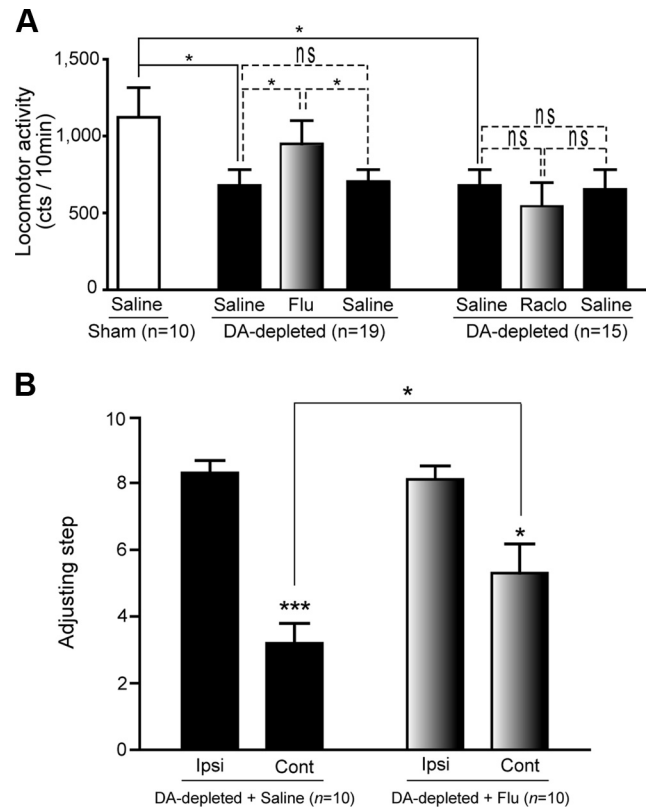 A
*
ns
*
*
*
ns
ns
ns
1,500
1,000
500
0
Locomotor activity
(cts / 10min)
Saline
Saline Flu Saline
Saline Raclo Saline
Sham (n=10)
DA-depleted (n=19)
DA-depleted (n=15)
B
*
10
8
6
4
2
0
Adjusting step
***
*
Ipsi Cont
Ipsi Cont
DA-depleted + Saline (n=10)
DA-depleted + Flu (n=10)